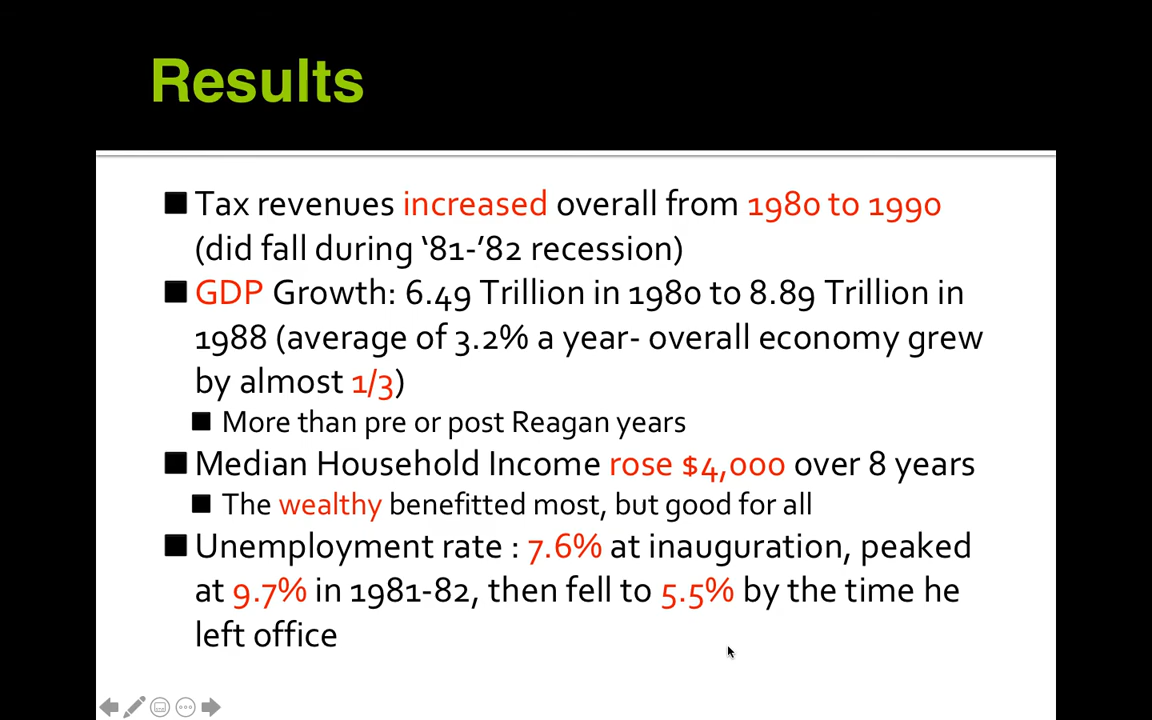 Results
Tax revenues increased overall from 1980 to 1990
(did fall during ‘81-’82 recession)
GDP Growth: 6.49 Trillion in 1980 to 8.89 Trillion in
1988 (average of 3.2% a year- overall economy grew
by almost 1/3)
More than pre or post Reagan years
Median Household Income rose $4,000 over 8 years
The wealthy benefitted most, but good for all
Unemployment rate : 7.6% at inauguration, peaked
at 9.7% in 1981-82, then fell to 5.5% by the time he
left office